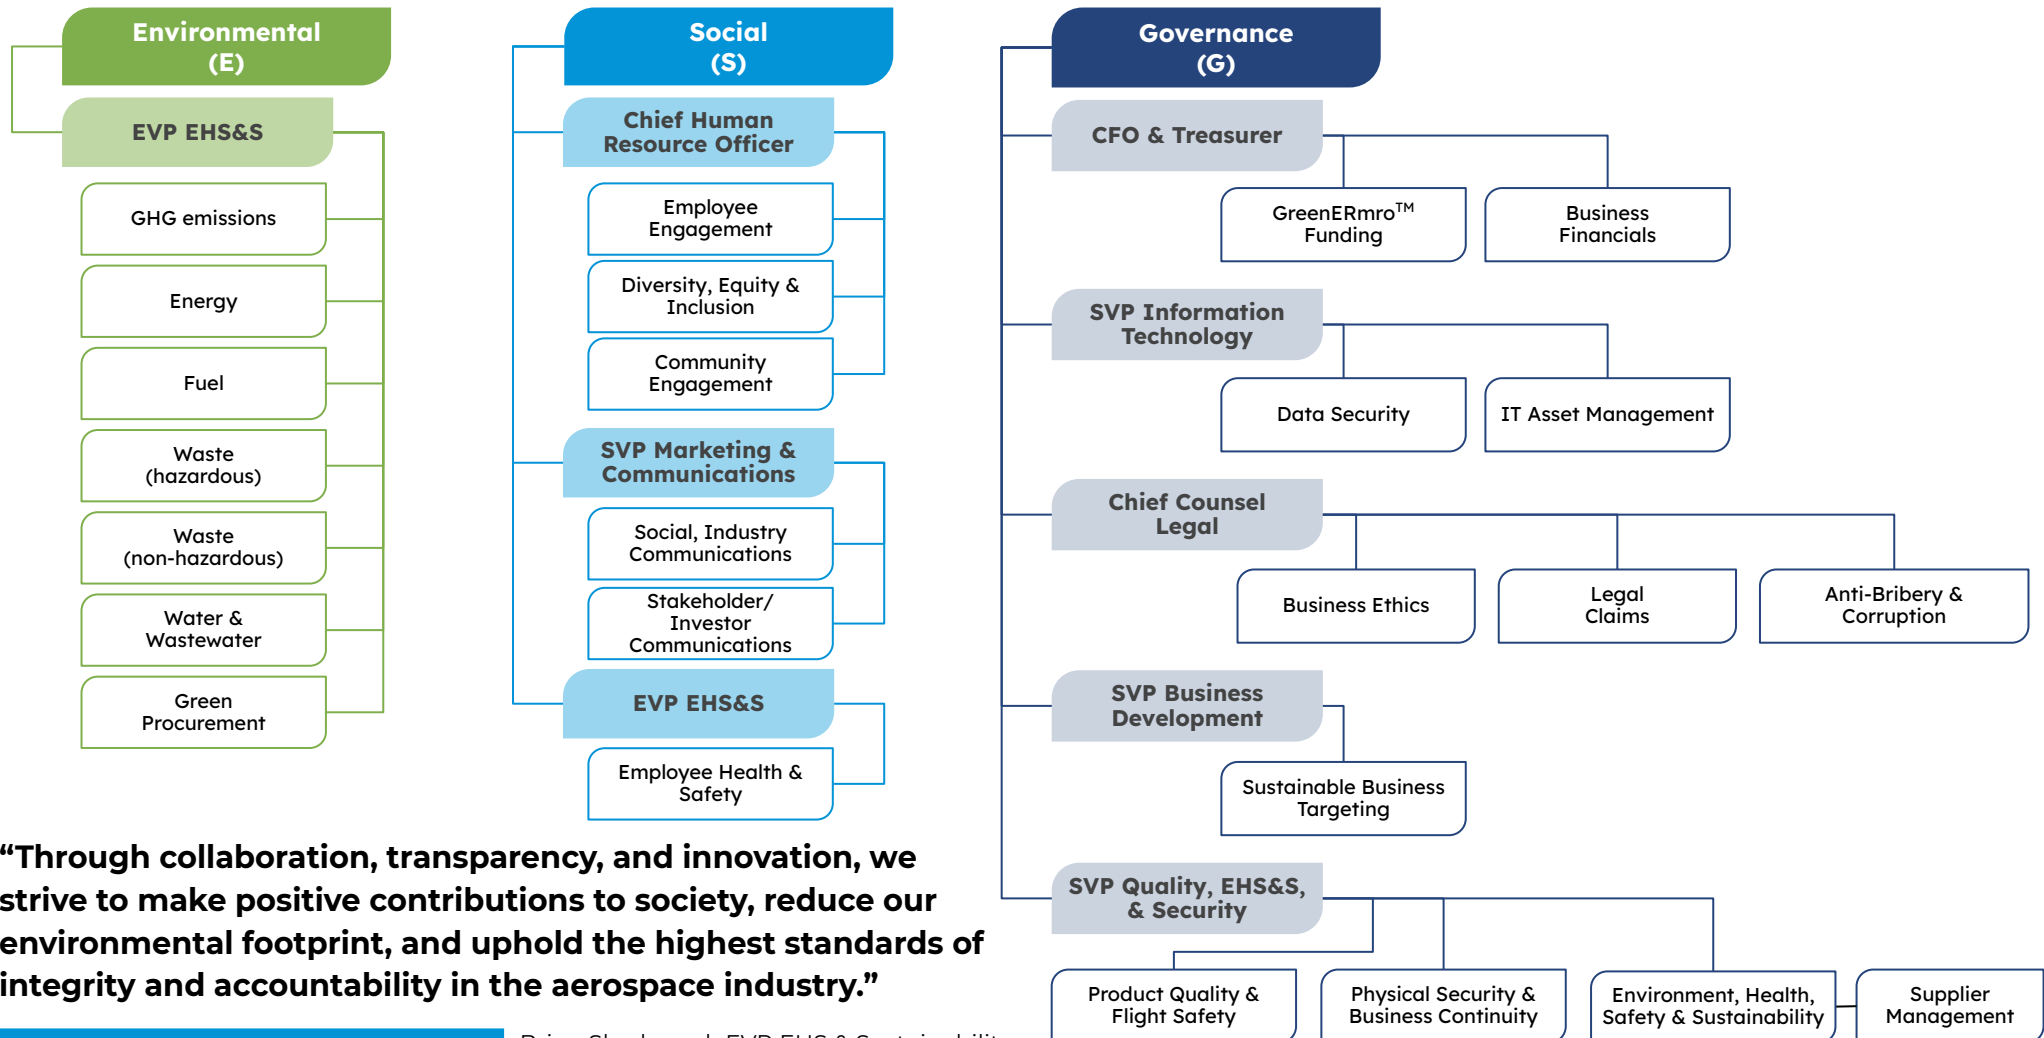 Environmental
(E)
EVP EHS&S
GHG emissions
Energy
Fuel
Waste
(hazardous)
Waste
(non-hazardous)
Water &
Wastewater
Green
Procurement
Social
(S)
Chief Human
Resource Officer
Employee
Engagement
Diversity, Equity &
Inclusion
Community
Engagement
SVP Marketing &
Communications
Social, Industry
Communications
Stakeholder/
Investor
Communications
EVP EHS&S
Employee Health &
Safety
Governance
(G)
CFO & Treasurer
GreenERmro™
Funding
Business
Financials
SVP Information
Technology
Data Security
IT Asset Management
Chief Counsel
Legal
Business Ethics
Legal
Claims
Anti-Bribery &
Corruption
SVP Business
Development
Sustainable Business
Targeting
SVP Quality, EHS&S,
& Security
Product Quality &
Flight Safety
Physical Security &
Business Continuity
Environment, Health,
Safety & Sustainability
Supplier
Management
“Through collaboration, transparency, and innovation, we
strive to make positive contributions to society, reduce our
environmental footprint, and uphold the highest standards of
integrity and accountability in the aerospace industry.”
EVP EHS & Sustainability